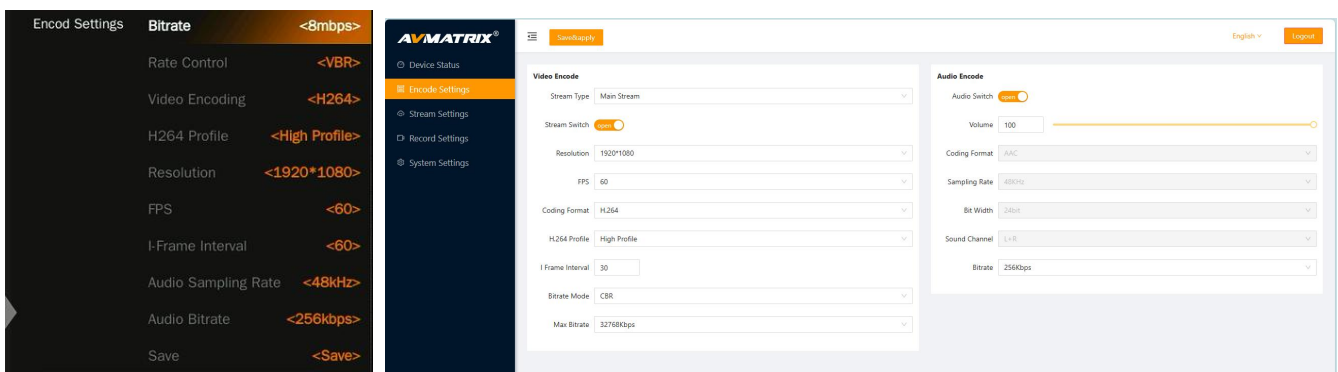 Encod Settings
Bitrate <8mbps>
Rate Control <VBR>
Video Encoding <H264>
H264 Profile <High Profile>
Resolution <1920*1080>
FPS <60>
I-Frame Interval <60>
Audio Sampling Rate <48kHz>
Audio Bitrate <256kbps>
Save <Save>
AVMATRIX®
Device Status
Encode Settings
Stream Settings
Record Settings
System Settings
Save&apply
English
Logout
Video Encode
Stream Type Main Stream
Stream Switch open
Resolution 1920*1080
FPS 60
Coding Format H.264
H.264 Profile High Profile
I Frame Interval 30
Bitrate Mode CBR
Max Bitrate 32768Kbps
Audio Encode
Audio Switch open
Volume 100
Coding Format AAC
Sampling Rate 48KHz
Bit Width 24bit
Sound Channel L+R
Bitrate 256Kbps